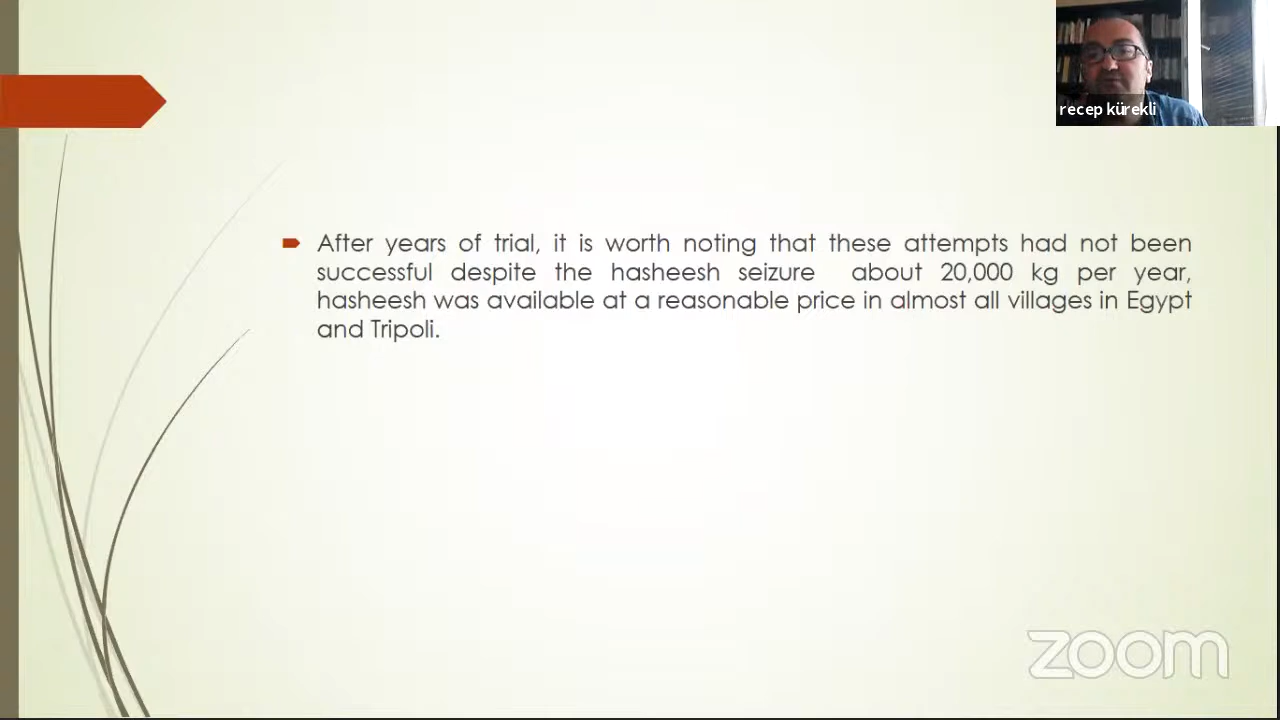 recep kürekli
After years of trial, it is worth noting that these attempts had not been
successful despite the hasheesh seizure about 20,000 kg per year,
hasheesh was available at a reasonable price in almost all villages in Egypt
and Tripoli.
zoom